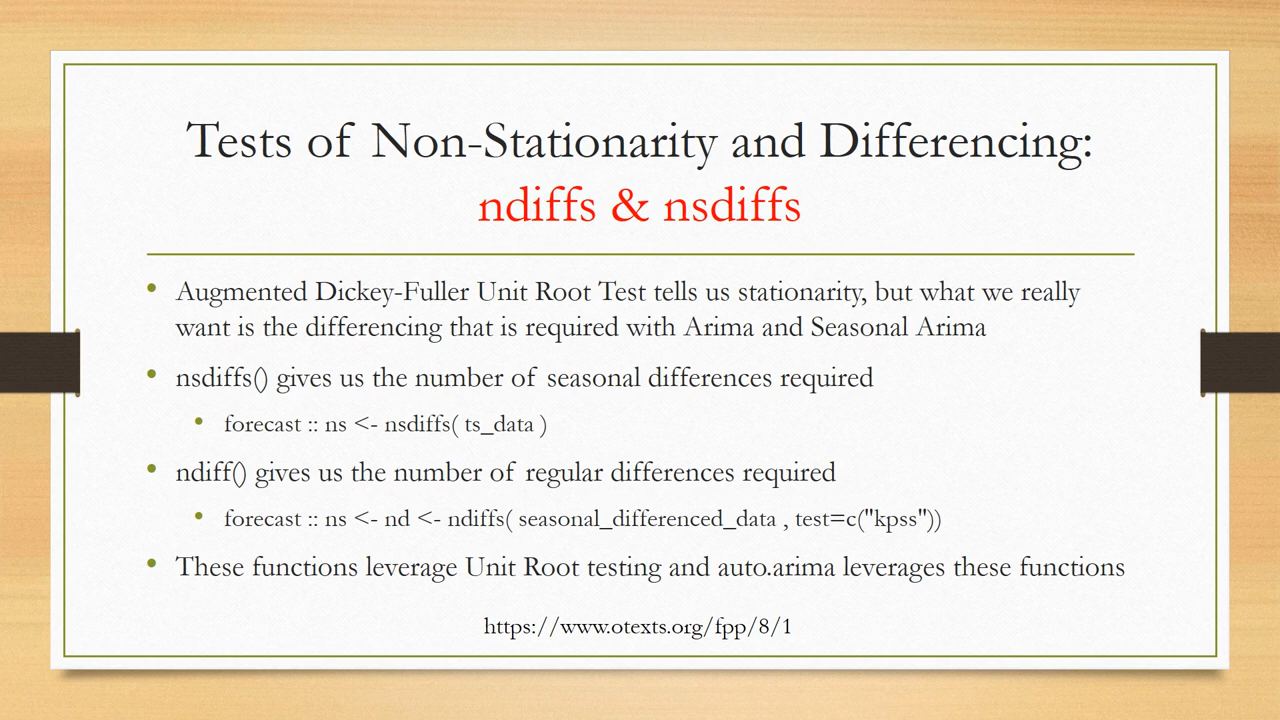 Tests of Non-Stationarity and Differencing:
ndiffs & nsdiffs
• Augmented Dickey-Fuller Unit Root Test tells us stationarity, but what we really
want is the differencing that is required with Arima and Seasonal Arima
• nsdiffs() gives us the number of seasonal differences required
• forecast :: ns <- nsdiffs( ts_data )
• ndiff() gives us the number of regular differences required
• forecast :: ns <- nd <- ndiffs( seasonal_differenced_data , test=c("kpss"))
• These functions leverage Unit Root testing and auto.arima leverages these functions
https://www.otexts.org/fpp/8/1